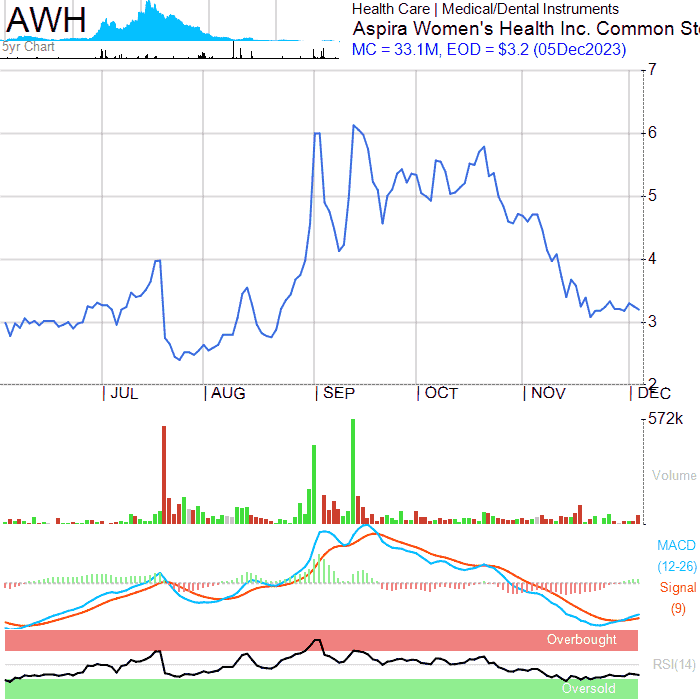 AWH
5yr Chart
Health Care | Medical/Dental Instruments
Aspira Women's Health Inc. Common
MC = 33.1M, EOD = $3.2 (05Dec2023)
7
6
5
4
3
2
JUL AUG SEP OCT NOV DEC
572k
Volume
MACD
(12-26)
Signal
(9)
Overbought
RSI(14)
Oversold